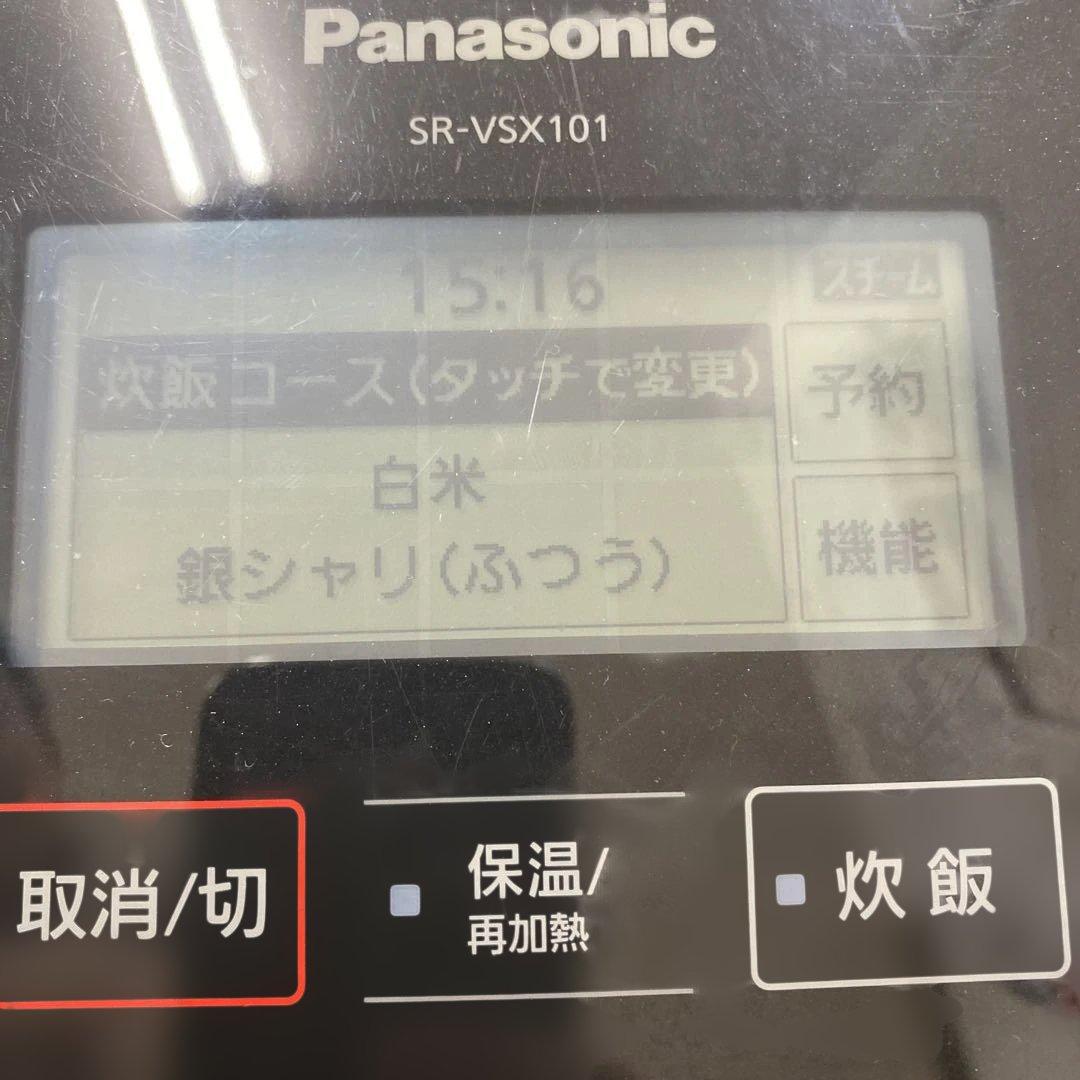 Panasonic
SR-VSX101
15:16
スチーム
炊飯コース(タッチで変更)
予約
白米
銀シャリ(ふつう)
機能
取消/切
保温/
再加熱
炊飯